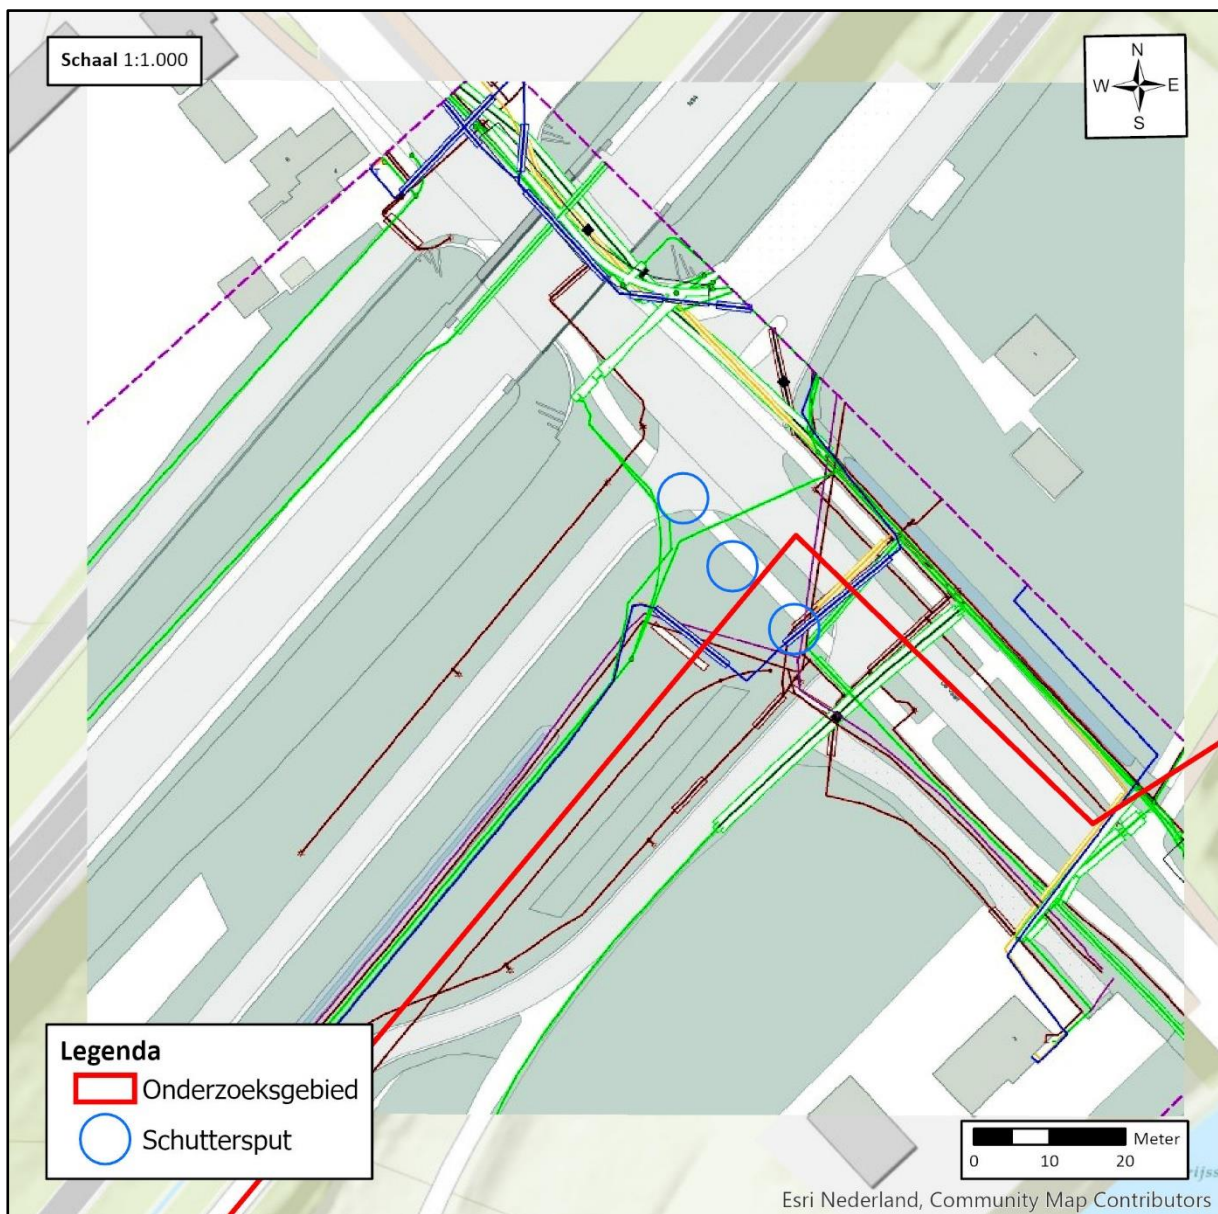 Schaal 1:1.000
N
W E
S
Legenda
Onderzoeksgebied
Schuttersput
Meter
0 10 20
Esri Nederland, Community Map Contributors